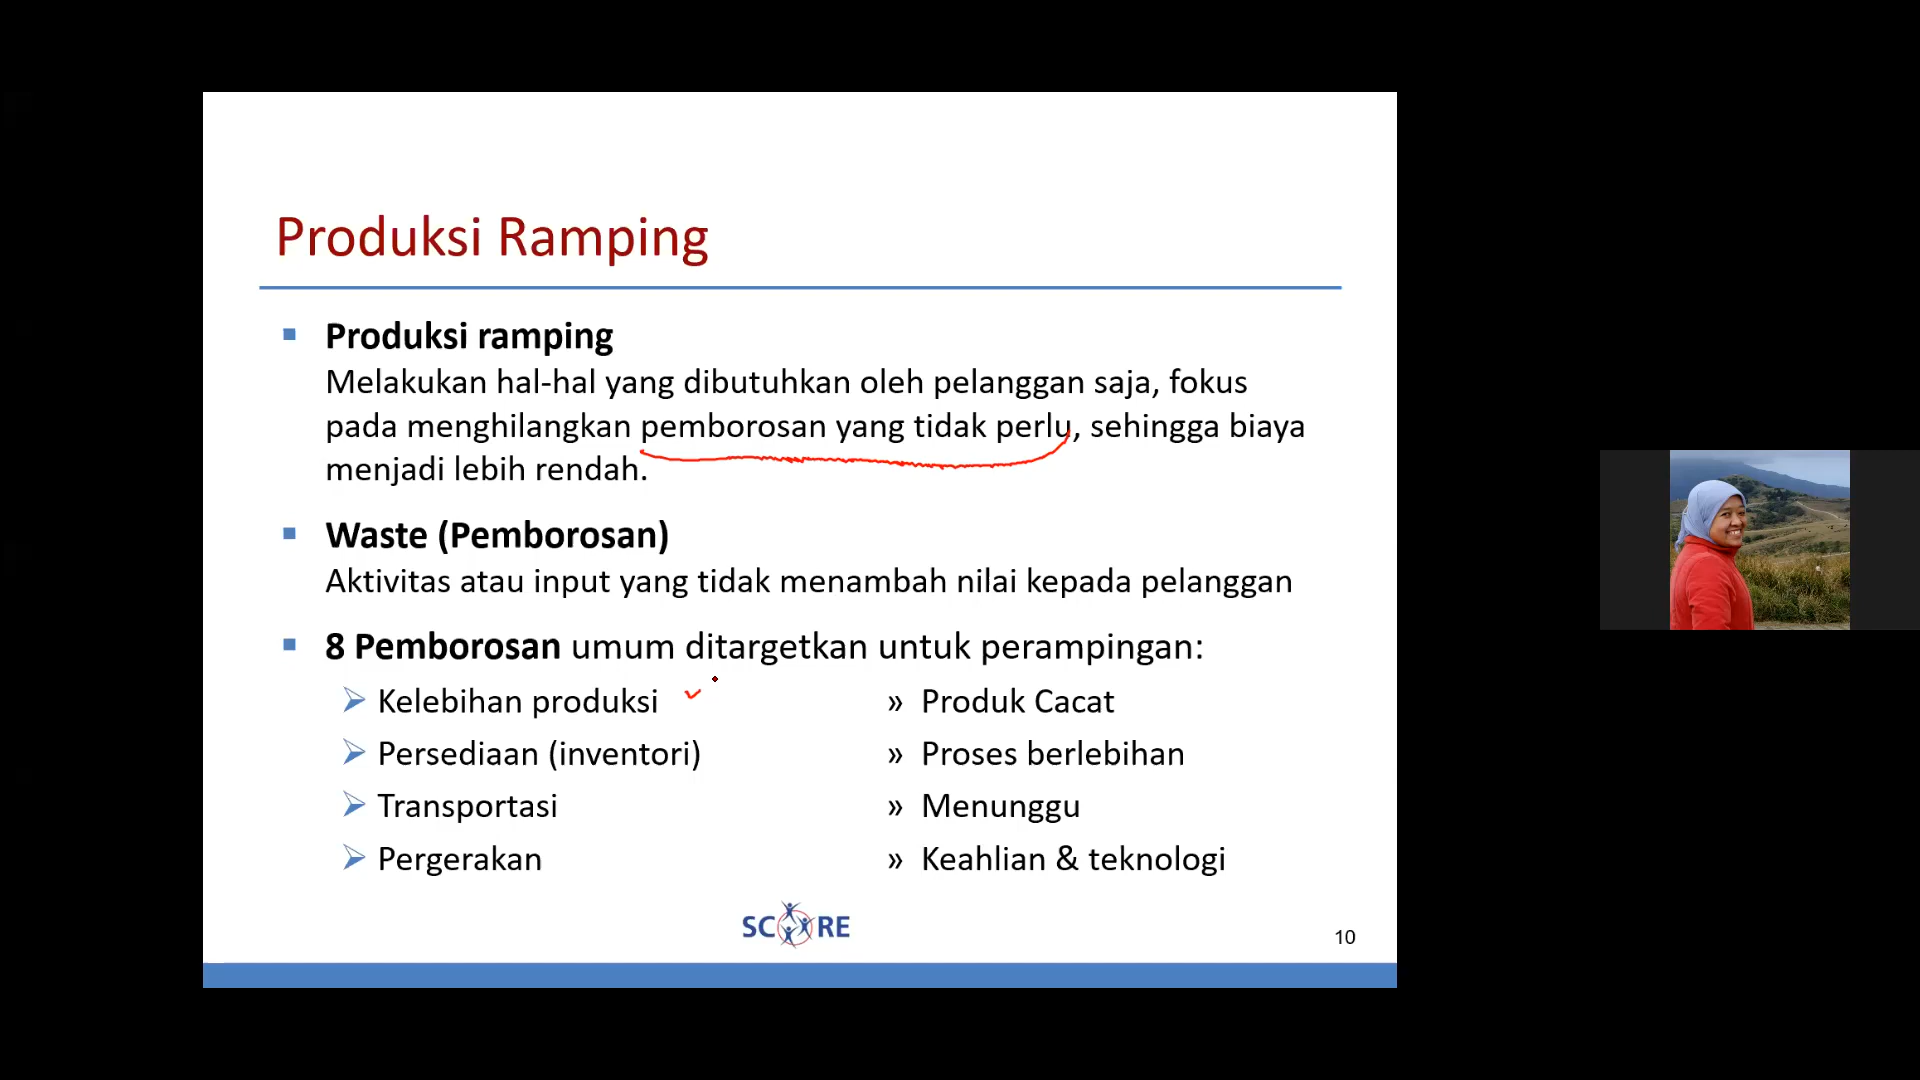 Produksi Ramping
Produksi ramping
Melakukan hal-hal yang dibutuhkan oleh pelanggan saja, fokus
pada menghilangkan pemborosan yang tidak perlu, sehingga biaya
menjadi lebih rendah.
Waste (Pemborosan)
Aktivitas atau input yang tidak menambah nilai kepada pelanggan
8 Pemborosan umum ditargetkan untuk perampingan:
Kelebihan produksi
Persediaan (inventori)
Transportasi
Pergerakan
» Produk Cacat
» Proses berlebihan
» Menunggu
» Keahlian & teknologi
SCORE
10